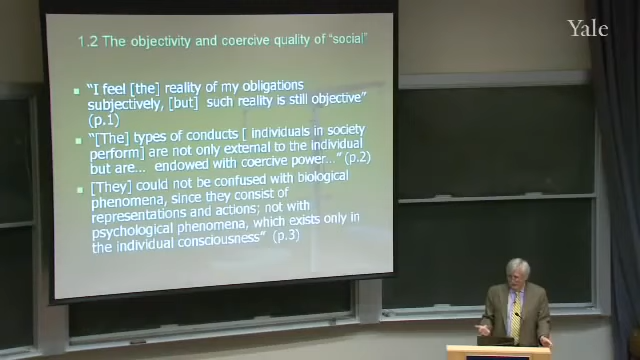 Yale
1.2 The objectivity and coercive quality of "social"
"I feel [the] reality of my obligations
subjectively, [but] such reality is still objective"
(p.1)
"[The] types of conducts [ individuals in society
perform] are not only external to the individual
but are... endowed with coercive power..." (p.2)
[They] could not be confused with biological
phenomena, since they consist of
representations and actions; not with
psychological phenomena, which exists only in
the individual consciousness" (p.3)